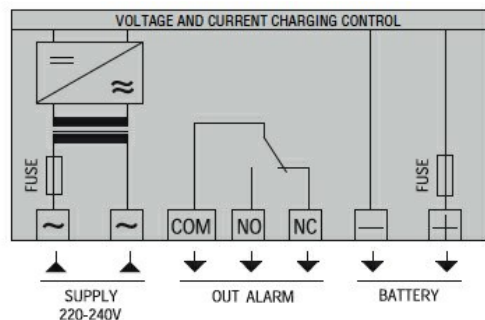 VOLTAGE AND CURRENT CHARGING CONTROL
FUSE
FUSE
~ ~ COM NO NC — +
SUPPLY OUT ALARM BATTERY
220-240V